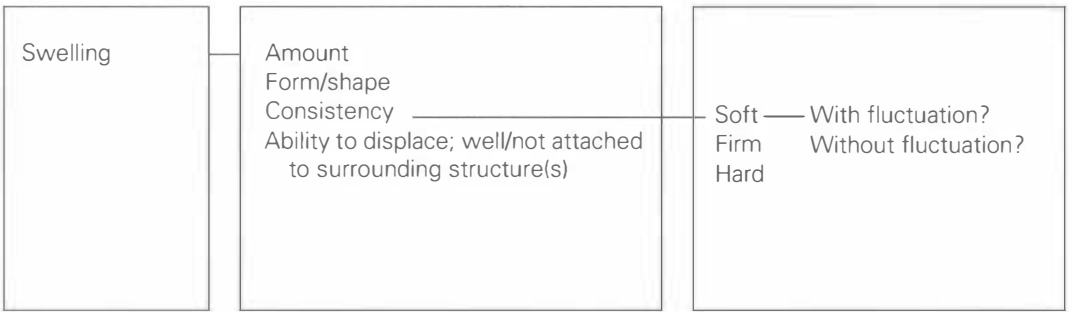 Swelling
Amount
Form/shape
Consistency
Ability to displace; well/not attached
to surrounding structure(s)
Soft With fluctuation?
Firm Without fluctuation?
Hard